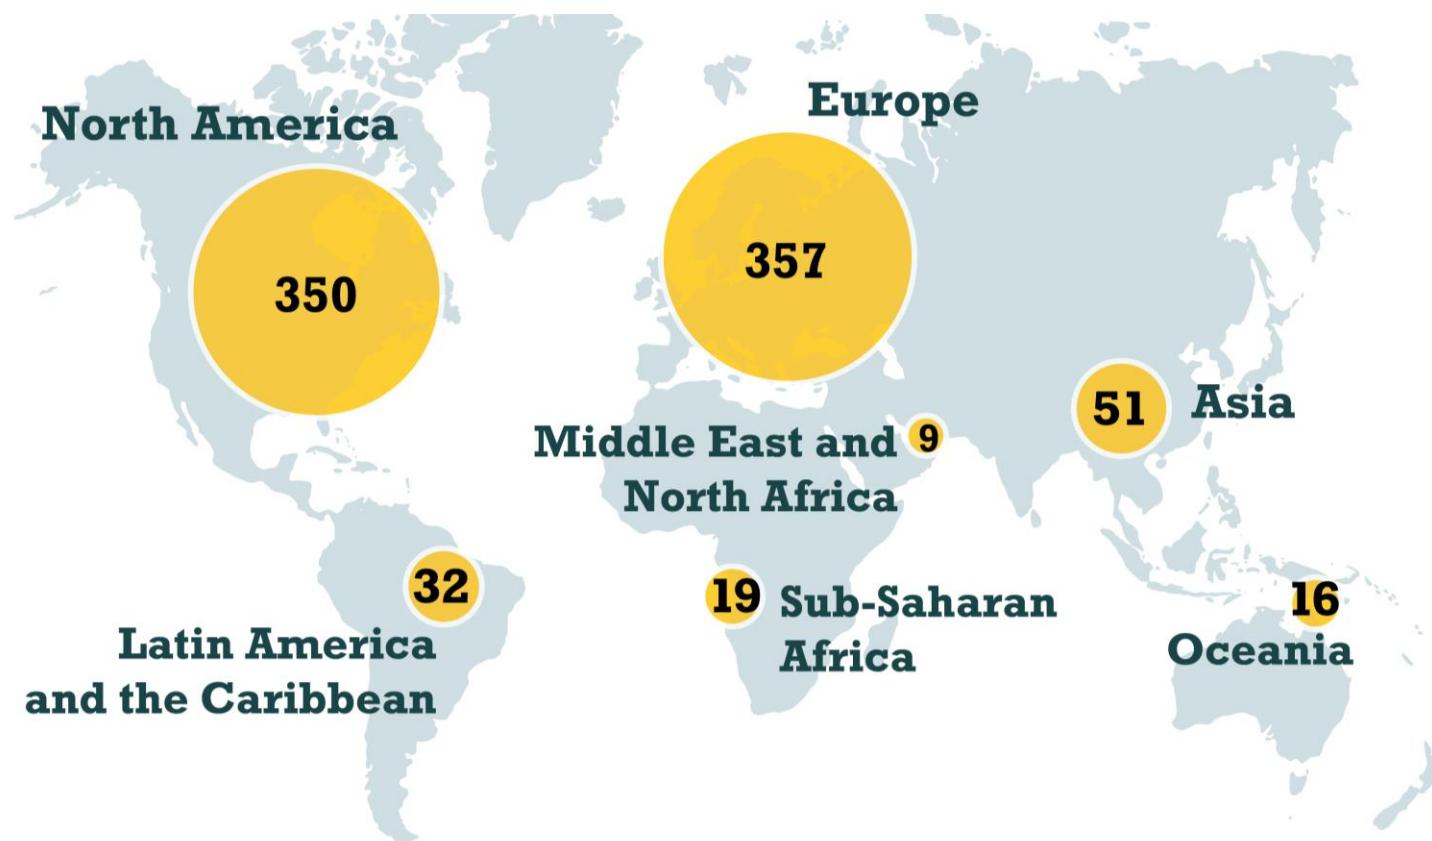 North America
350
Europe
357
51
Asia
Middle East and
North Africa
9
32
Latin America
and the Caribbean
19
Sub-Saharan
Africa
16
Oceania